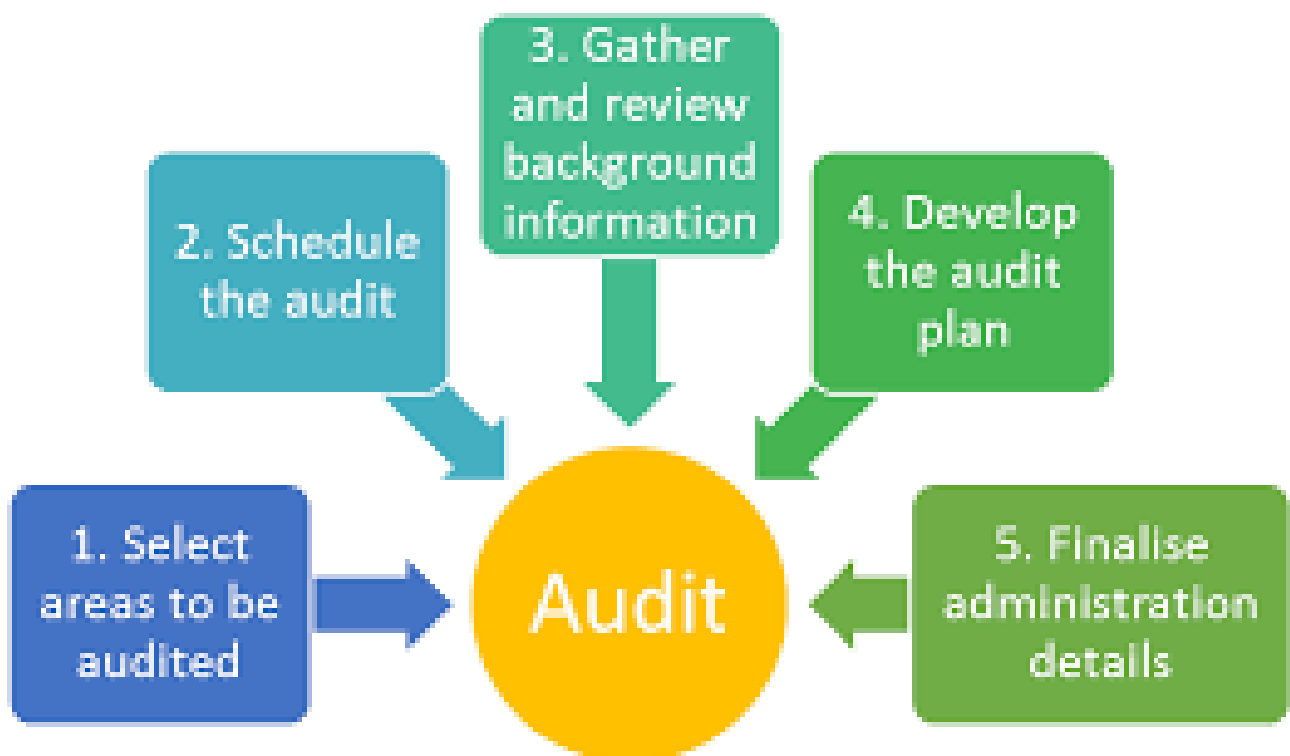 1. Select
areas to be
audited
2. Schedule
the audit
3. Gather
and review
background
information
4. Develop
the audit
plan
5. Finalise
administration
details
Audit